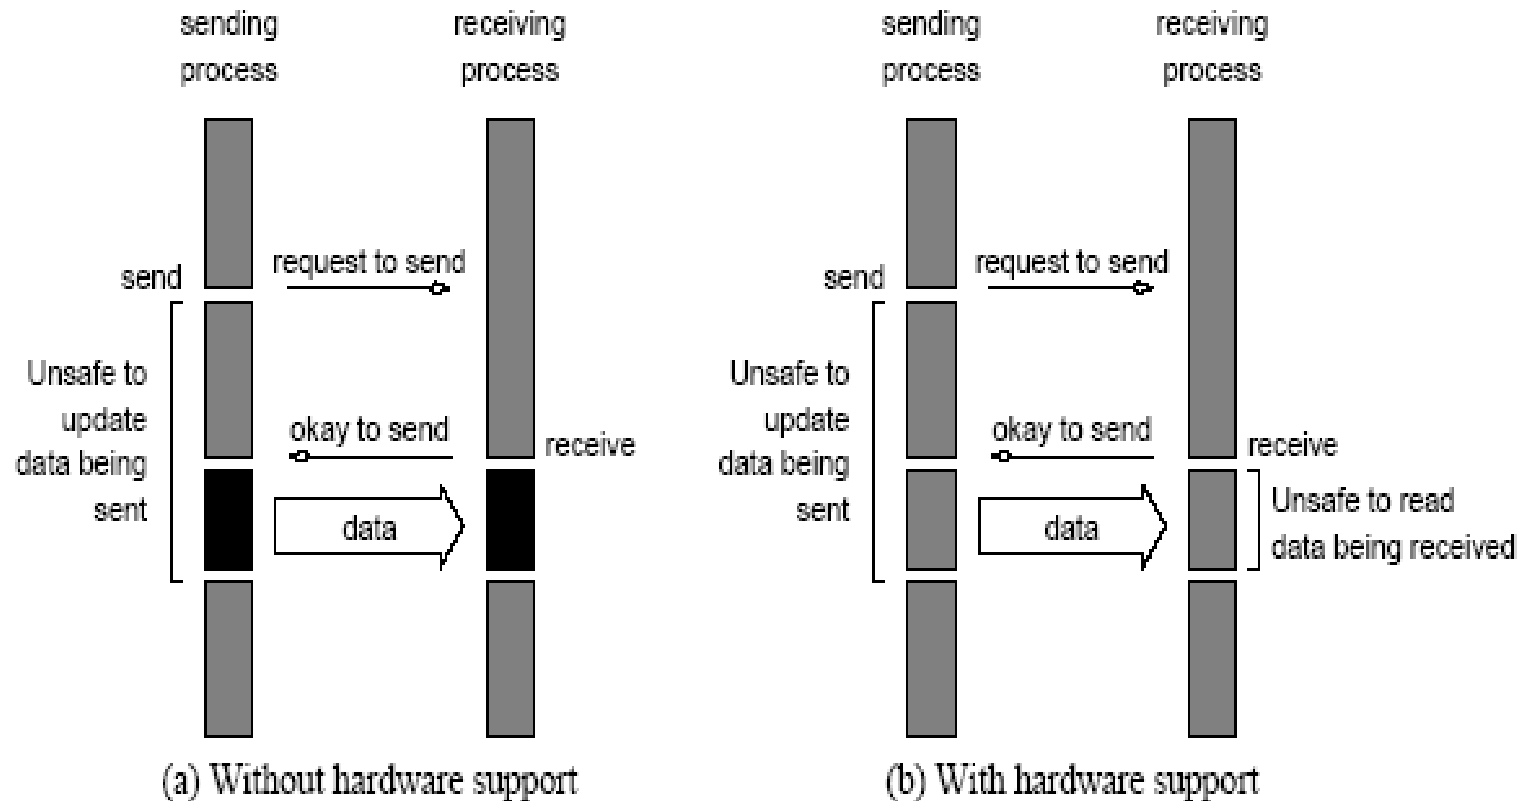 sending
process
receiving
process
send
request to send
Unsafe to
update
data being
sent
okay to send
receive
data
(a) Without hardware support
sending
process
receiving
process
send
request to send
Unsafe to
update
data being
sent
okay to send
receive
data
Unsafe to read
data being received
(b) With hardware support